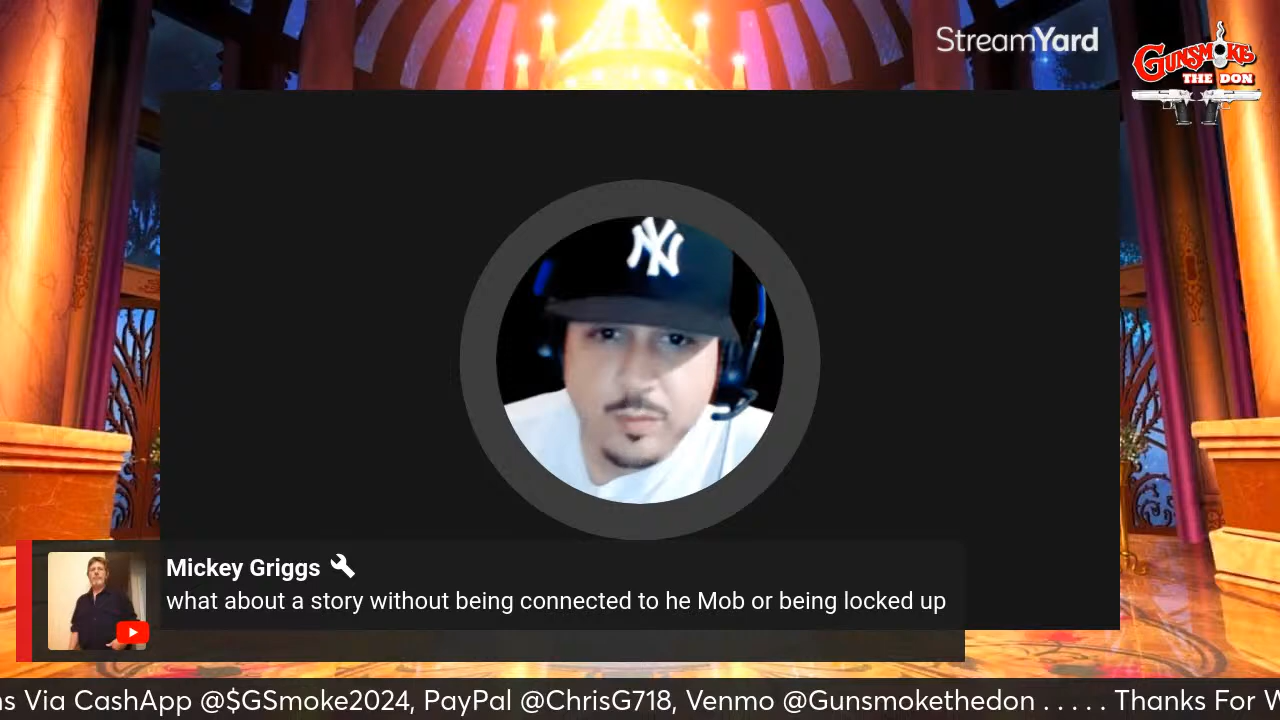 StreamYard
GUNSMOKE
THE DON
NY
Mickey Griggs
what about a story without being connected to he Mob or being locked up
ns Via CashApp @$GSmoke2024, PayPal @ChrisG718, Venmo @Gunsmokethedon . . . . . Thanks For W